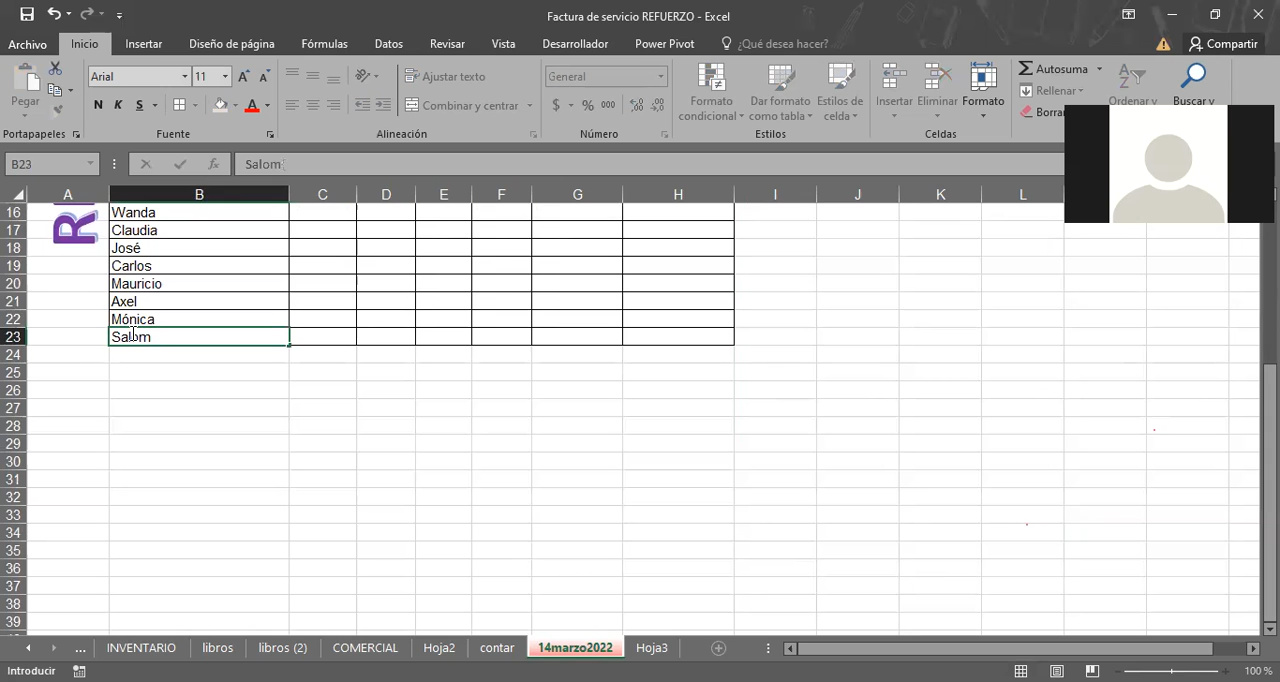 Factura de servicio REFUERZO - Excel
Archivo Inicio Insertar Diseño de página Fórmulas Datos Revisar Vista Desarrollador Power Pivot ¿Qué desea hacer? Compartir
Pegar
Arial 11
N K S A
Ajustar texto
Combinar y centrar
General
$ % 000
Formato condicional
Dar formato como tabla
Estilos de celda
Insertar
Eliminar
Formato
Autosuma
Rellenar
Borrar
Ordenar y
Buscar y
Portapapeles Fuente Alineación Número Estilos Celdas
B23 fx Salom
A B C D E F G H I J K L
16 Wanda
17 Claudia
18 José
19 Carlos
20 Mauricio
21 Axel
22 Mónica
23 Salom
24
25
26
27
28
29
30
31
32
33
34
35
36
37
38
39
... INVENTARIO libros libros (2) COMERCIAL Hoja2 contar 14marzo2022 Hoja3
Introducir 100 %